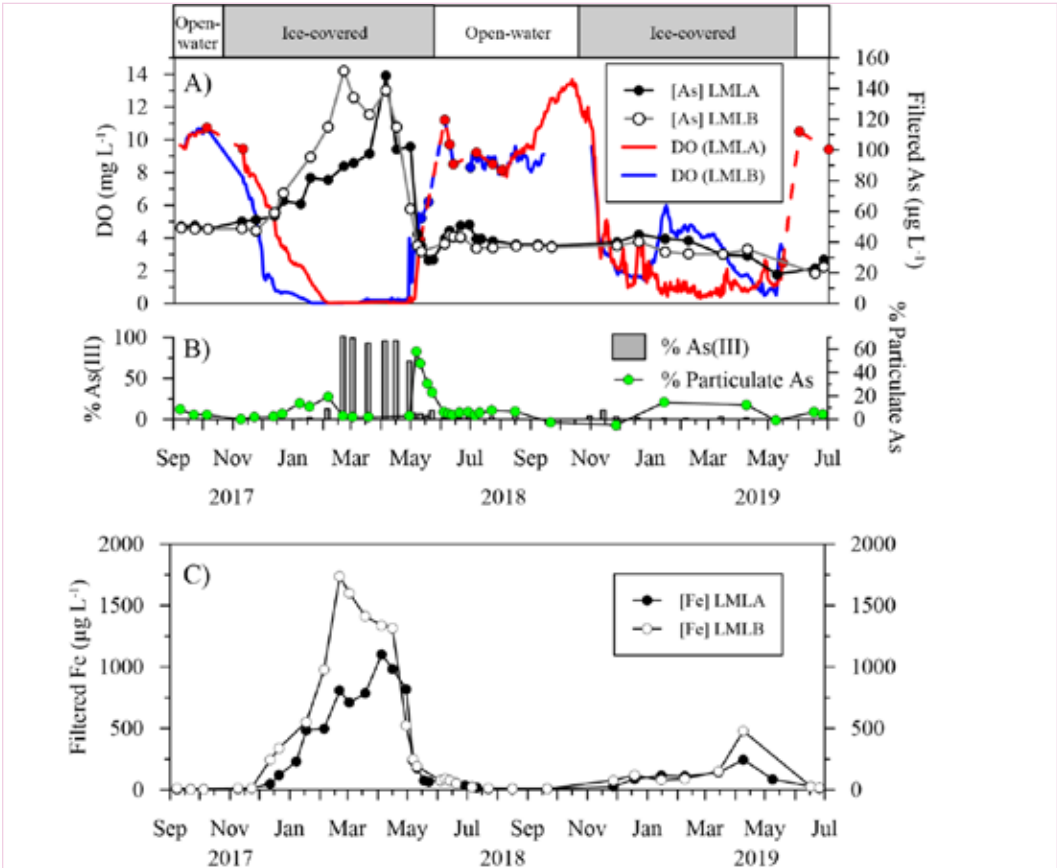 Open-
water
Ice-covered
Open-water
Ice-covered
A)
14
12
10
8
6
4
2
0
DO (mg L⁻¹)
[As] LMLA
[As] LMLB
DO (LMLA)
DO (LMLB)
160
140
120
100
80
60
40
20
0
Filtered As (µg L⁻¹)
B)
100
75
50
25
0
% As(III)
% As(III)
% Particulate As
60
40
20
0
% Particulate As
Sep Nov Jan Mar May Jul Sep Nov Jan Mar May Jul
2017 2018 2019
C)
2000
1500
1000
500
0
Filtered Fe (µg L⁻¹)
[Fe] LMLA
[Fe] LMLB
2000
1500
1000
500
0
Sep Nov Jan Mar May Jul Sep Nov Jan Mar May Jul
2017 2018 2019